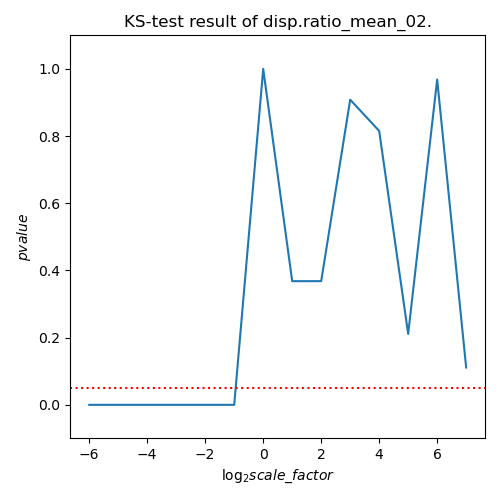 KS-test result of disp.ratio_mean_02.
1.0
0.8
0.6
0.4
0.2
0.0
pvalue
−6 −4 −2 0 2 4 6
log₂scale_factor